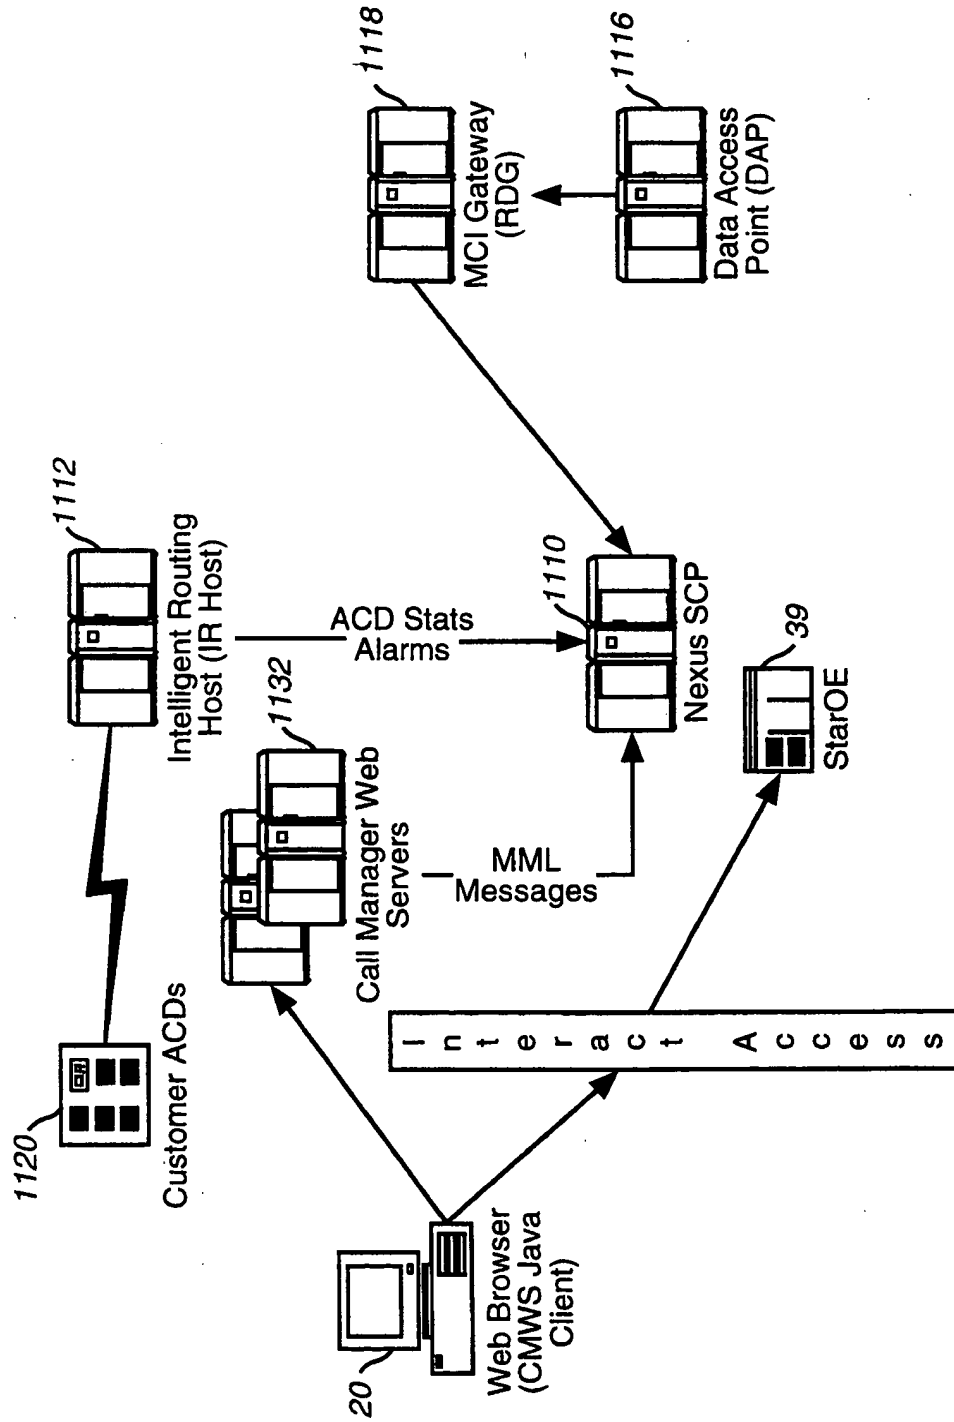 1120
Customer ACDs
1112
Intelligent Routing
Host (IR Host)
1118
MCI Gateway
(RDG)
1132
Call Manager Web
Servers
ACD Stats
Alarms
20
Web Browser
(CMWS Java
Client)
MML
Messages
1110
Nexus SCP
1116
Data Access
Point (DAP)
Interact Access
39
StarOE